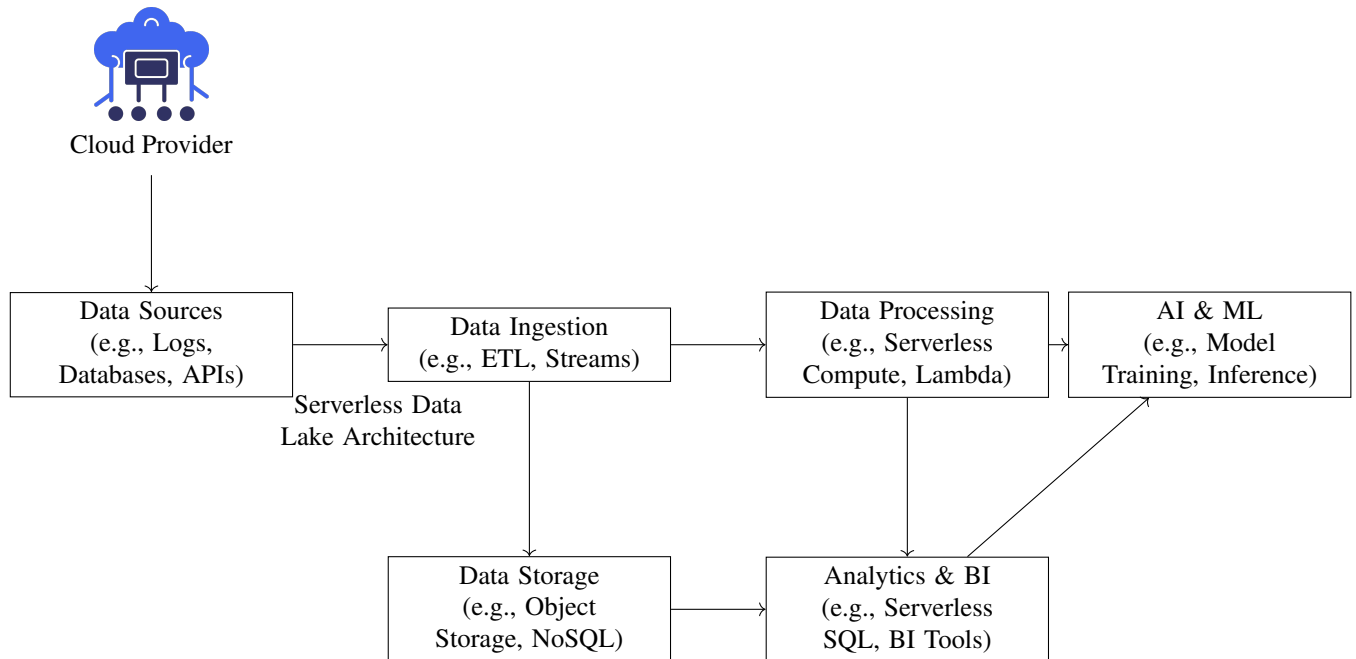 Cloud Provider
Data Sources
(e.g., Logs,
Databases, APIs)
Data Ingestion
(e.g., ETL, Streams)
Data Processing
(e.g., Serverless
Compute, Lambda)
AI & ML
(e.g., Model
Training, Inference)
Serverless Data
Lake Architecture
Data Storage
(e.g., Object
Storage, NoSQL)
Analytics & BI
(e.g., Serverless
SQL, BI Tools)